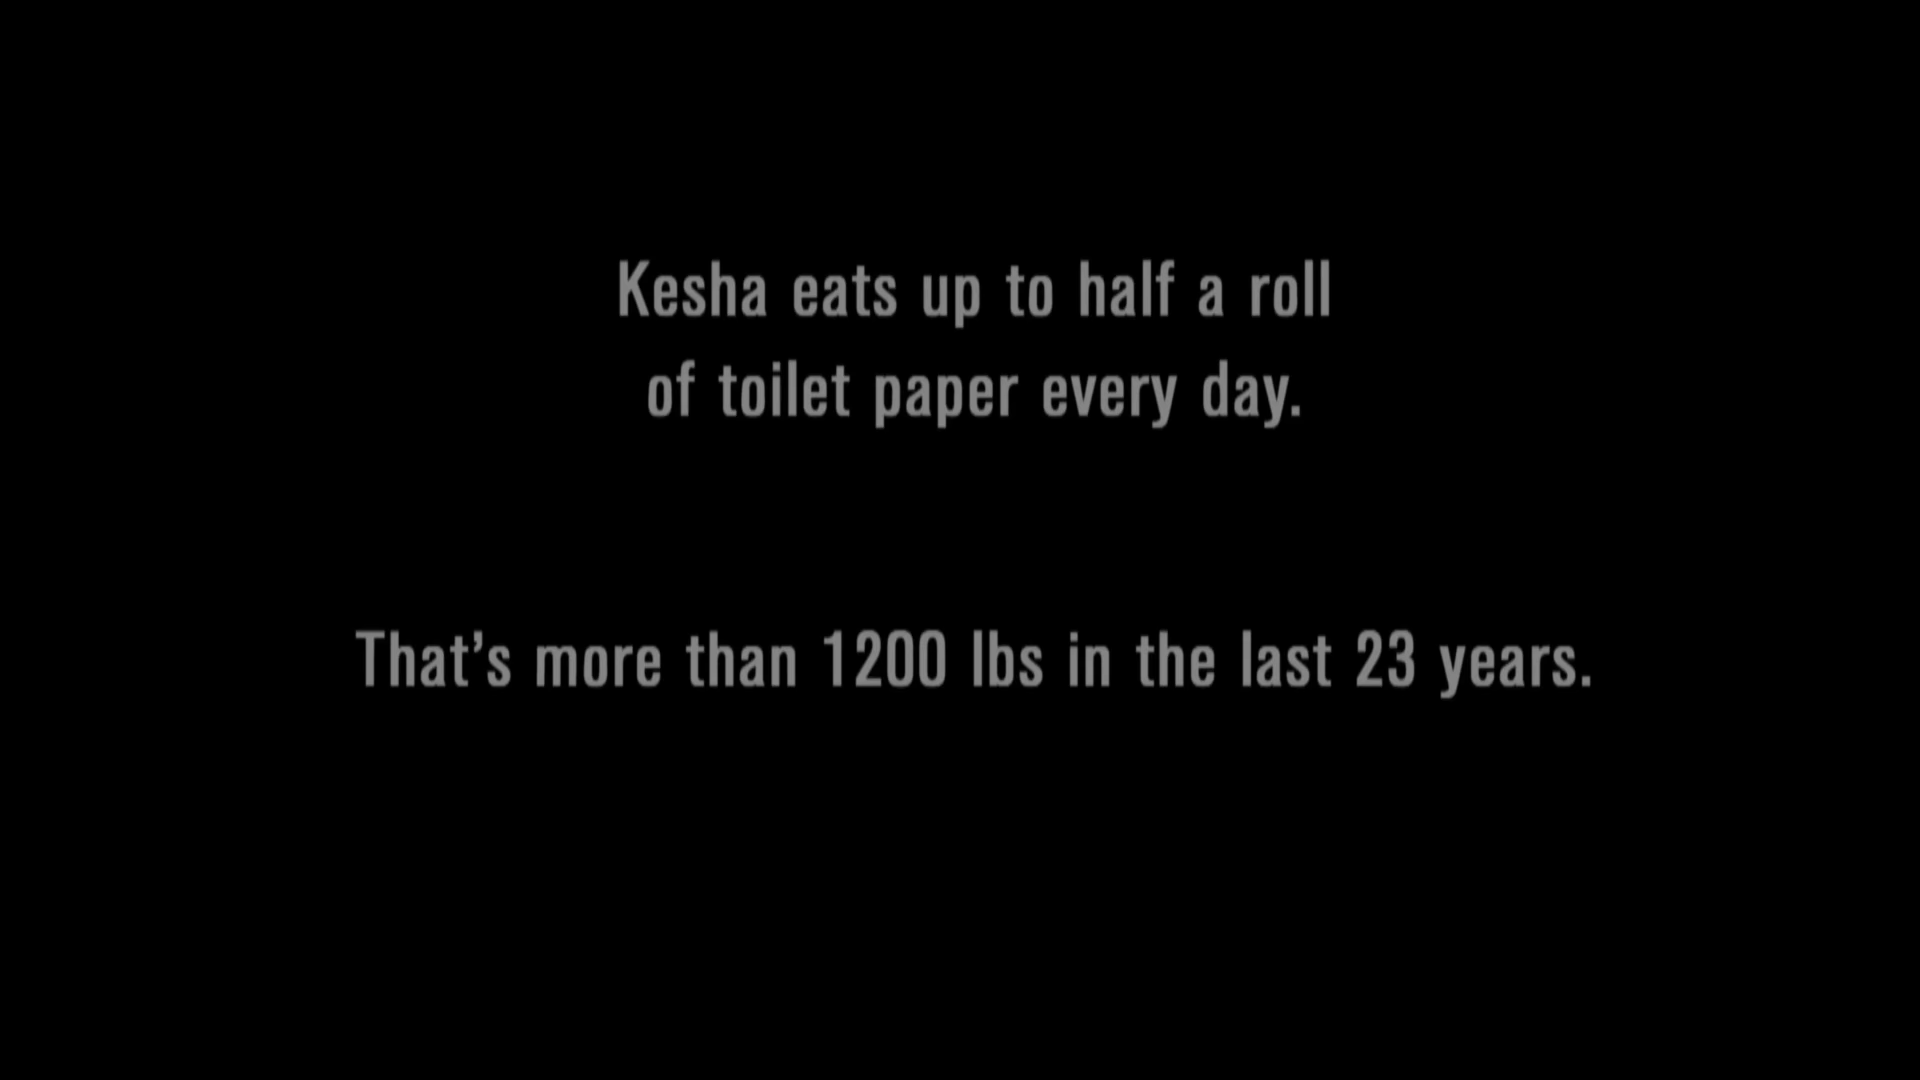 Kesha eats up to half a roll
of toilet paper every day.
That’s more than 1200 lbs in the last 23 years.